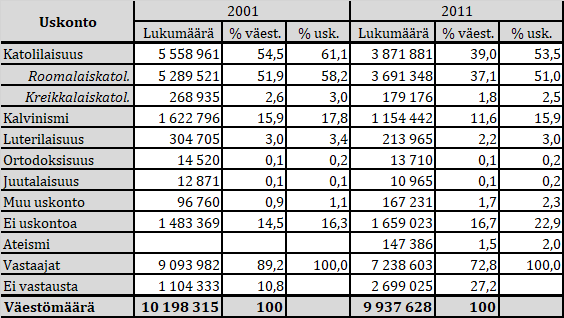 Uskonto 2001 2011
Lukumäärä % väest. % usk. Lukumäärä % väest. % usk.
Katolilaisuus 5 558 961 54,5 61,1 3 871 881 39,0 53,5
Roomalaiskatol. 5 289 521 51,9 58,2 3 691 348 37,1 51,0
Kreikkalaiskatol. 268 935 2,6 3,0 179 176 1,8 2,5
Kalvinismi 1 622 796 15,9 17,8 1 154 442 11,6 15,9
Luterilaisuus 304 705 3,0 3,4 213 965 2,2 3,0
Ortodoksisuus 14 520 0,1 0,2 13 710 0,1 0,2
Juutalaisuus 12 871 0,1 0,1 10 965 0,1 0,2
Muu uskonto 96 760 0,9 1,1 167 231 1,7 2,3
Ei uskontoa 1 483 369 14,5 16,3 1 659 023 16,7 22,9
Ateismi 147 386 1,5 2,0
Vastaajat 9 093 982 89,2 100,0 7 238 603 72,8 100,0
Ei vastausta 1 104 333 10,8 2 699 025 27,2
Väestömäärä 10 198 315 100 9 937 628 100